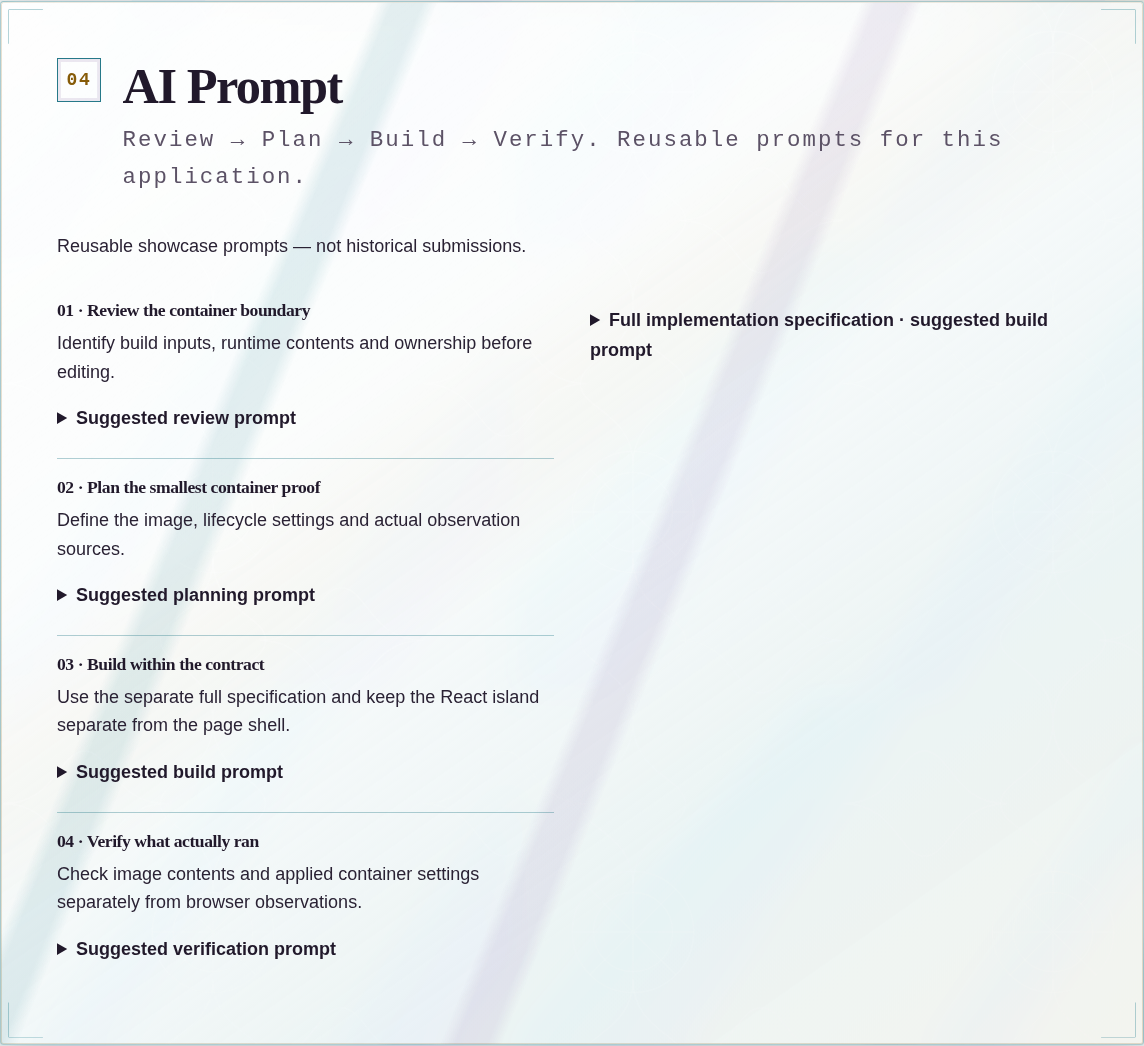 04
AI Prompt
Review → Plan → Build → Verify. Reusable prompts for this
application.
Reusable showcase prompts — not historical submissions.
01 · Review the container boundary
Identify build inputs, runtime contents and ownership before
editing.
Suggested review prompt
02 · Plan the smallest container proof
Define the image, lifecycle settings and actual observation
sources.
Suggested planning prompt
03 · Build within the contract
Use the separate full specification and keep the React island
separate from the page shell.
Suggested build prompt
04 · Verify what actually ran
Check image contents and applied container settings
separately from browser observations.
Suggested verification prompt
Full implementation specification · suggested build
prompt